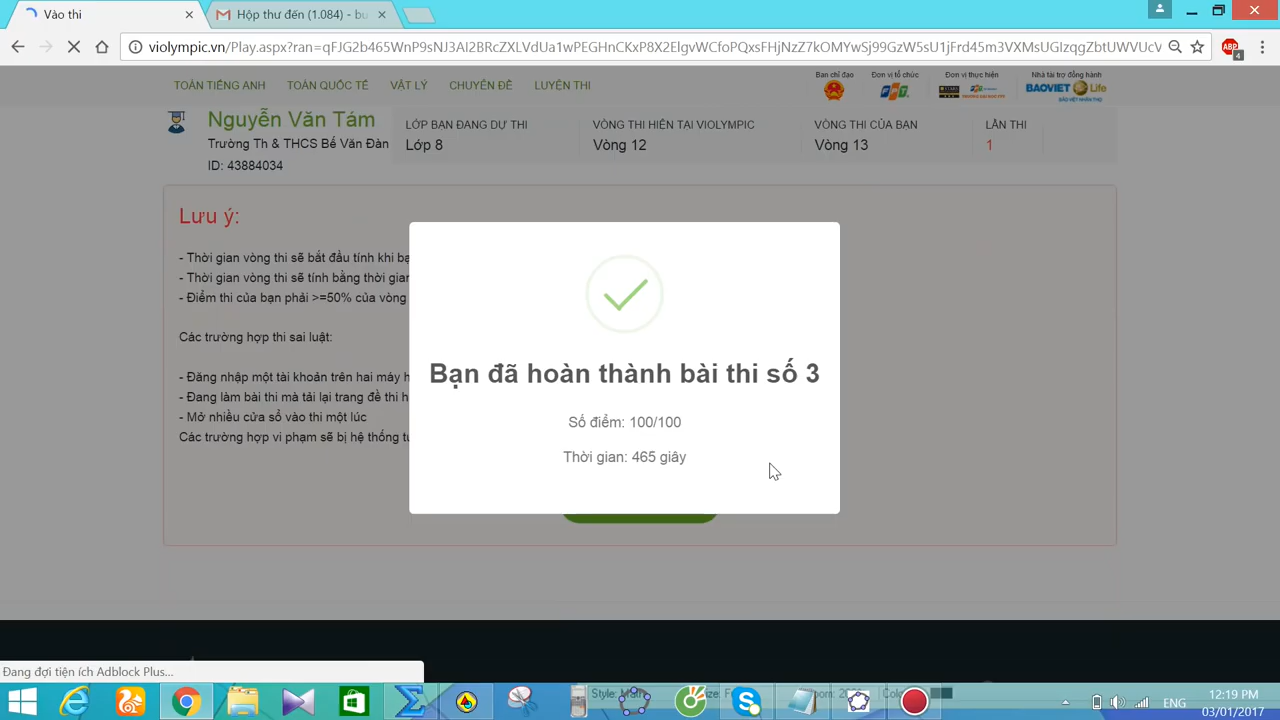 Vào thi
Hộp thư đến (1.084) - bu
violympic.vn/Play.aspx?ran=qFJG2b465WnP9sNJ3Al2BRcZXLVdUa1wPEGHnCKxP8X2ElgvWCfoPQxsFHjNzZ7kOMYwSj99GzW5sU1jFrd45m3VXMsUGIzqgZbtUWVUcV
ABP
4
TOÁN TIẾNG ANH
TOÁN QUỐC TẾ
VẬT LÝ
CHUYÊN ĐỀ
LUYỆN THI
Ban chỉ đạo
Đơn vị tổ chức
Đơn vị thực hiện
Nhà tài trợ đồng hành
FPT
BAOVIET Life
Nguyễn Văn Tám
Trường Th & THCS Bế Văn Đàn
ID: 43884034
LỚP BẠN ĐANG DỰ THI
Lớp 8
VÒNG THI HIỆN TẠI VIOLYMPIC
Vòng 12
VÒNG THI CỦA BẠN
Vòng 13
LẦN THI
1
Lưu ý:
- Thời gian vòng thi sẽ bắt đầu tính khi bạ
- Thời gian vòng thi sẽ tính bằng thời gian
- Điểm thi của bạn phải >=50% của vòng
Các trường hợp thi sai luật:
- Đăng nhập một tài khoản trên hai máy h
- Đang làm bài thi mà tải lại trang đề thi h
- Mở nhiều cửa sổ vào thi một lúc
Các trường hợp vi phạm sẽ bị hệ thống tự
Bạn đã hoàn thành bài thi số 3
Số điểm: 100/100
Thời gian: 465 giây
Đang đợi tiện ích Adblock Plus...
Style: Math
ENG
12:19 PM
03/01/2017